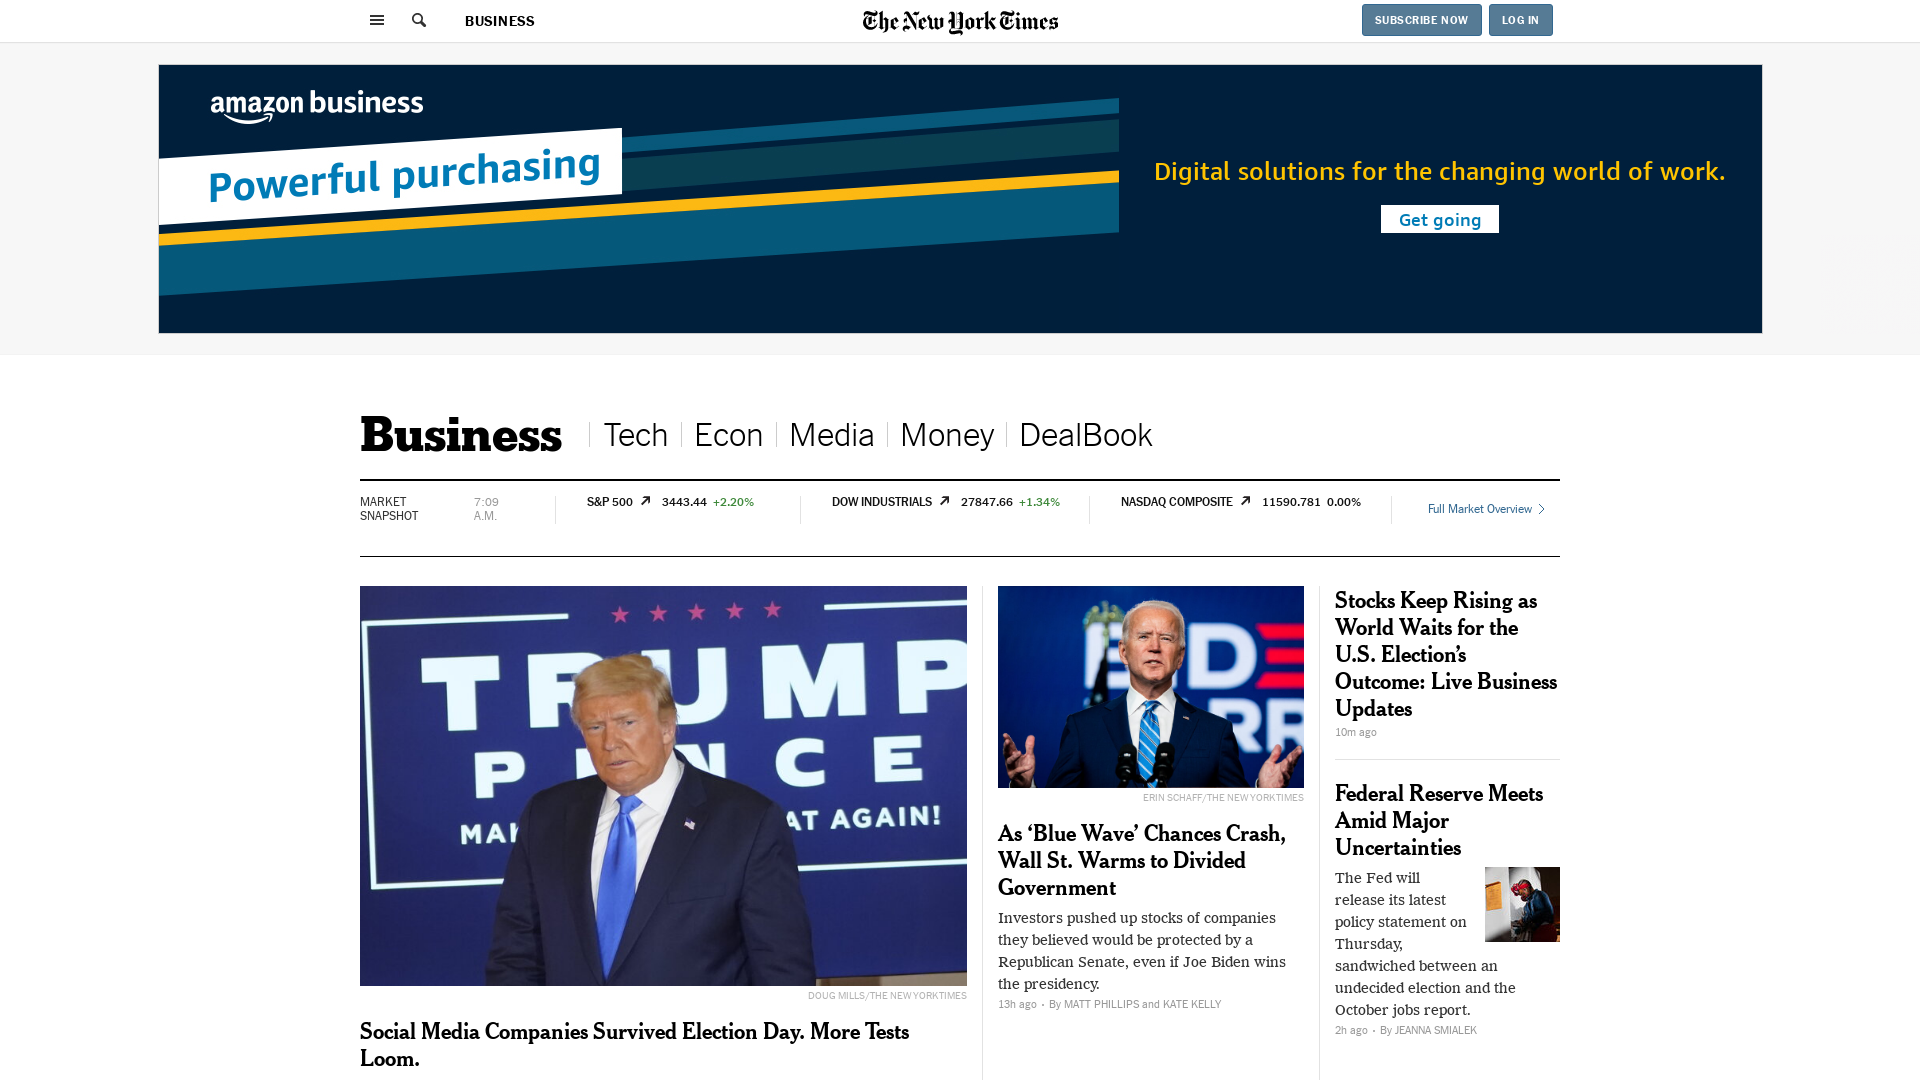 BUSINESS
The New York Times
SUBSCRIBE NOW
LOG IN
amazon business
Powerful purchasing
Digital solutions for the changing world of work.
Get going
Business
Tech
Econ
Media
Money
DealBook
MARKET
SNAPSHOT
7:09
A.M.
S&P 500 3443.44 +2.20%
DOW INDUSTRIALS 27847.66 +1.34%
NASDAQ COMPOSITE 11590.781 0.00%
Full Market Overview
TRUMP
PENCE
MAK AT AGAIN!
DOUG MILLS/THE NEW YORK TIMES
Social Media Companies Survived Election Day. More Tests
Loom.
BIDE
RR
ERIN SCHAFF/THE NEW YORK TIMES
As ‘Blue Wave’ Chances Crash,
Wall St. Warms to Divided
Government
Investors pushed up stocks of companies
they believed would be protected by a
Republican Senate, even if Joe Biden wins
the presidency.
13h ago • By MATT PHILLIPS and KATE KELLY
Stocks Keep Rising as
World Waits for the
U.S. Election’s
Outcome: Live Business
Updates
10m ago
Federal Reserve Meets
Amid Major
Uncertainties
The Fed will
release its latest
policy statement on
Thursday,
sandwiched between an
undecided election and the
October jobs report.
2h ago • By JEANNA SMIALEK